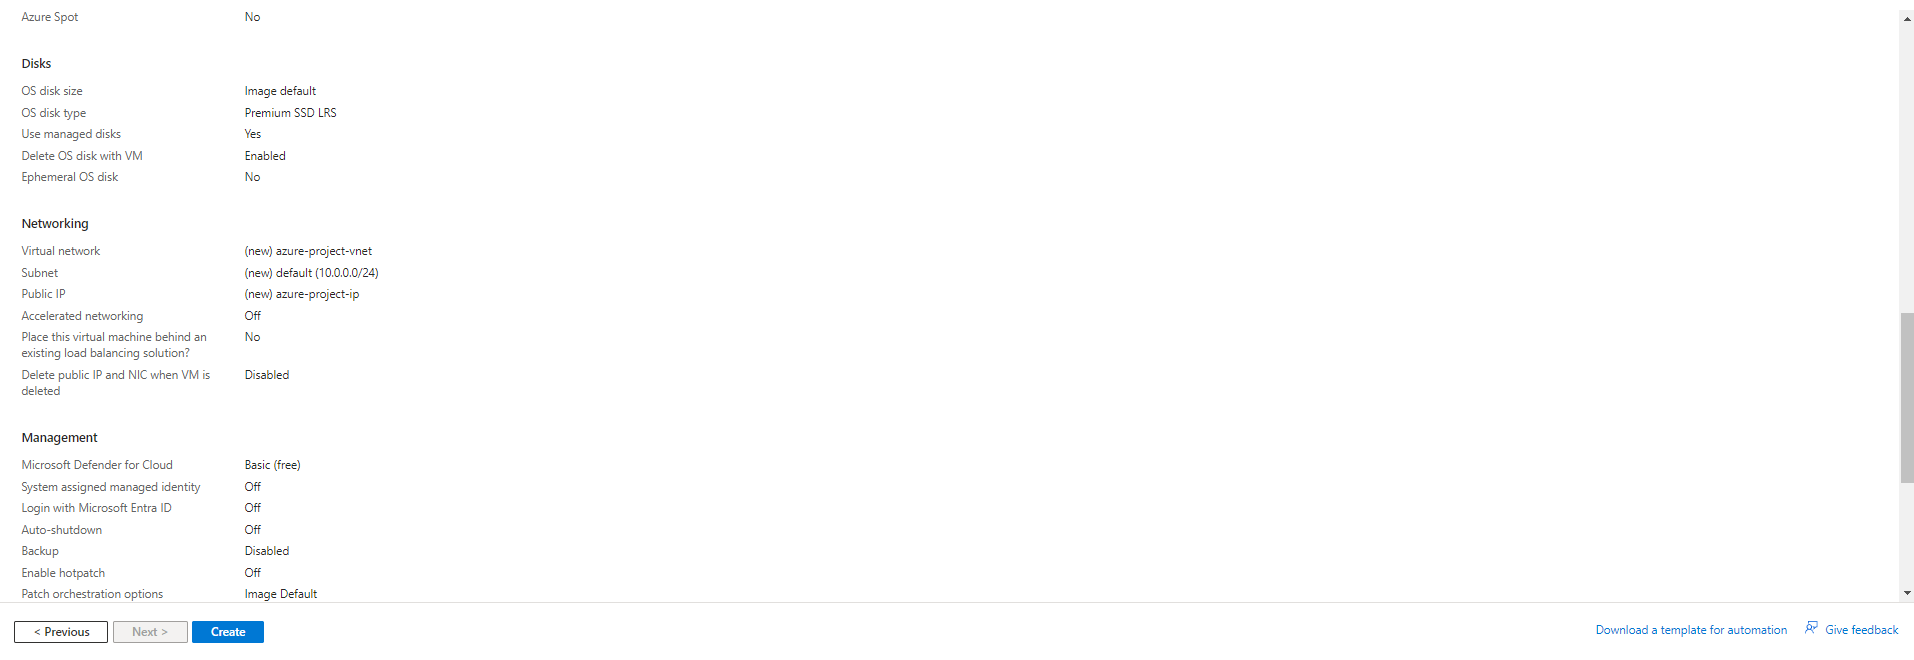 Azure Spot No
Disks
OS disk size Image default
OS disk type Premium SSD LRS
Use managed disks Yes
Delete OS disk with VM Enabled
Ephemeral OS disk No
Networking
Virtual network (new) azure-project-vnet
Subnet (new) default (10.0.0.0/24)
Public IP (new) azure-project-ip
Accelerated networking Off
Place this virtual machine behind an No
existing load balancing solution?
Delete public IP and NIC when VM is Disabled
deleted
Management
Microsoft Defender for Cloud Basic (free)
System assigned managed identity Off
Login with Microsoft Entra ID Off
Auto-shutdown Off
Backup Disabled
Enable hotpatch Off
Patch orchestration options Image Default
< Previous Next > Create Download a template for automation Give feedback